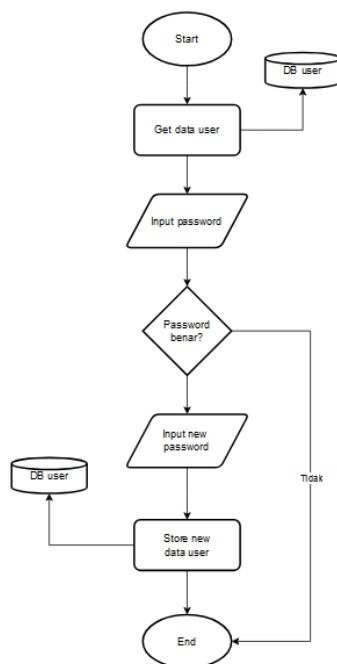 Start
DB user
Get data user
Input password
Password
benar?
Input new
password
Tidak
DB user
Store new
data user
End